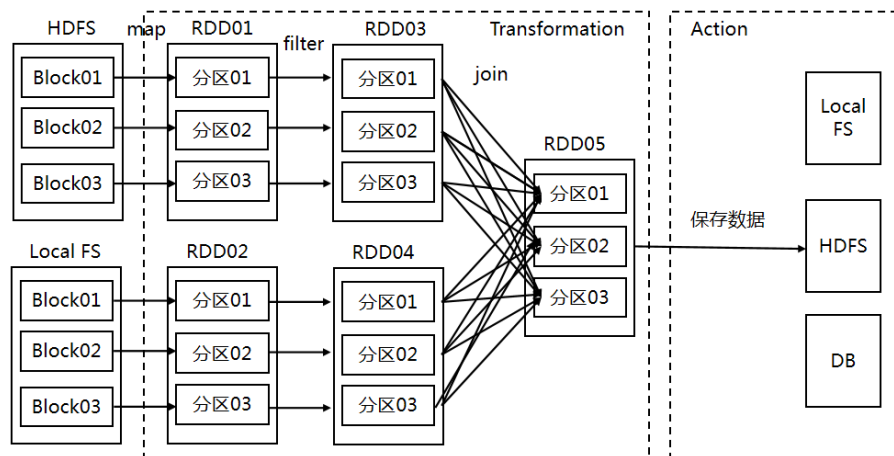 HDFS
map
RDD01
filter
RDD03
Transformation
Action
Block01
Block02
Block03
分区01
分区02
分区03
分区01
分区02
分区03
join
RDD05
分区01
分区02
分区03
保存数据
Local
FS
HDFS
DB
Local FS
RDD02
RDD04
Block01
Block02
Block03
分区01
分区02
分区03
分区01
分区02
分区03